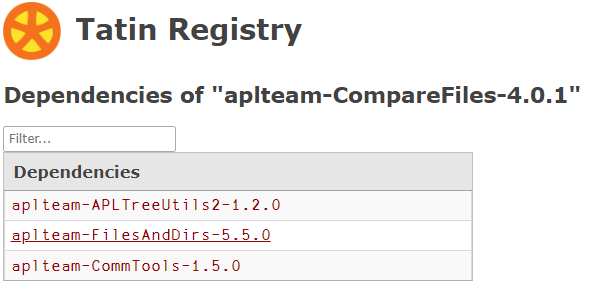 Tatin Registry
Dependencies of "aplteam-CompareFiles-4.0.1"
Filter...
Dependencies
aplteam-APLTreeUtils2-1.2.0
aplteam-FilesAndDirs-5.5.0
aplteam-CommTools-1.5.0